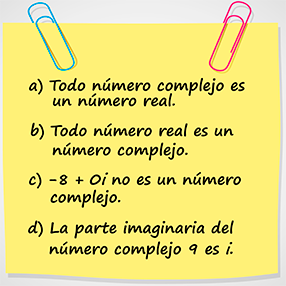 a) Todo número complejo es
un número real.
b) Todo número real es un
número complejo.
c) -8 + 0i no es un número
complejo.
d) La parte imaginaria del
número complejo 9 es i.